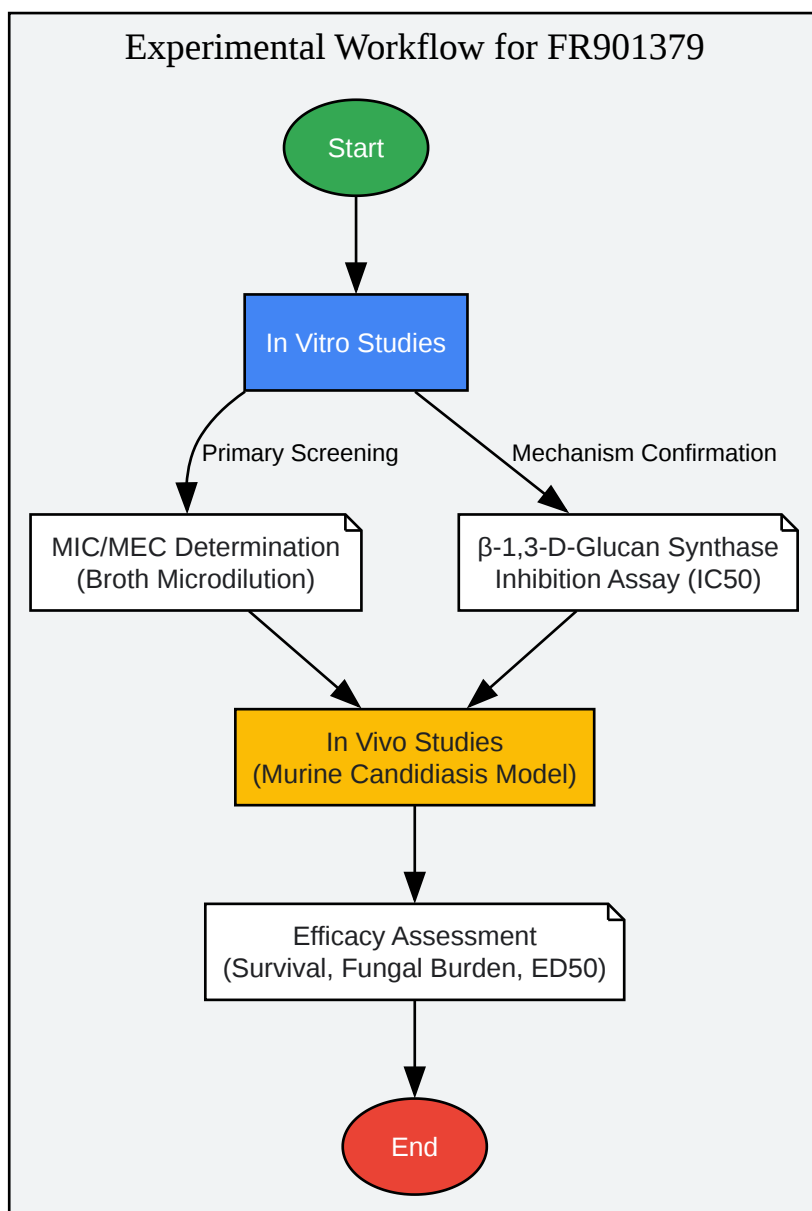 Experimental Workflow for FR901379
Start
In Vitro Studies
Primary Screening
Mechanism Confirmation
MIC/MEC Determination
(Broth Microdilution)
β-1,3-D-Glucan Synthase
Inhibition Assay (IC50)
In Vivo Studies
(Murine Candidiasis Model)
Efficacy Assessment
(Survival, Fungal Burden, ED50)
End